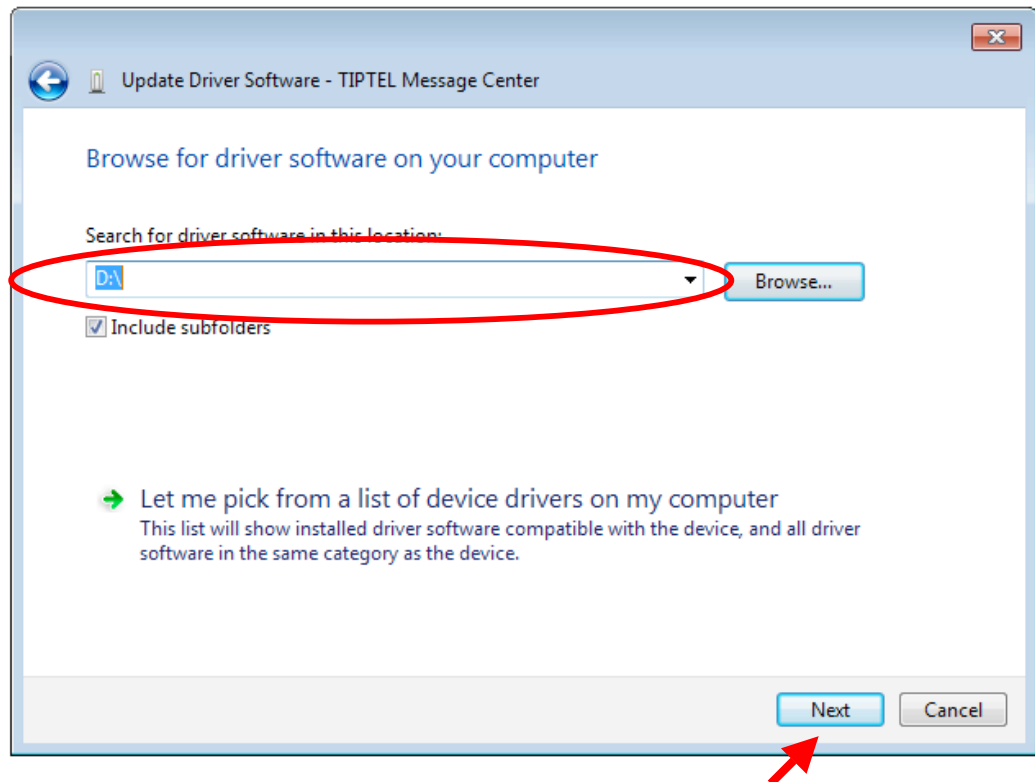 Update Driver Software - TIPTEL Message Center
Browse for driver software on your computer
Search for driver software in this location:
D:\
Browse...
Include subfolders
Let me pick from a list of device drivers on my computer
This list will show installed driver software compatible with the device, and all driver
software in the same category as the device.
Next
Cancel